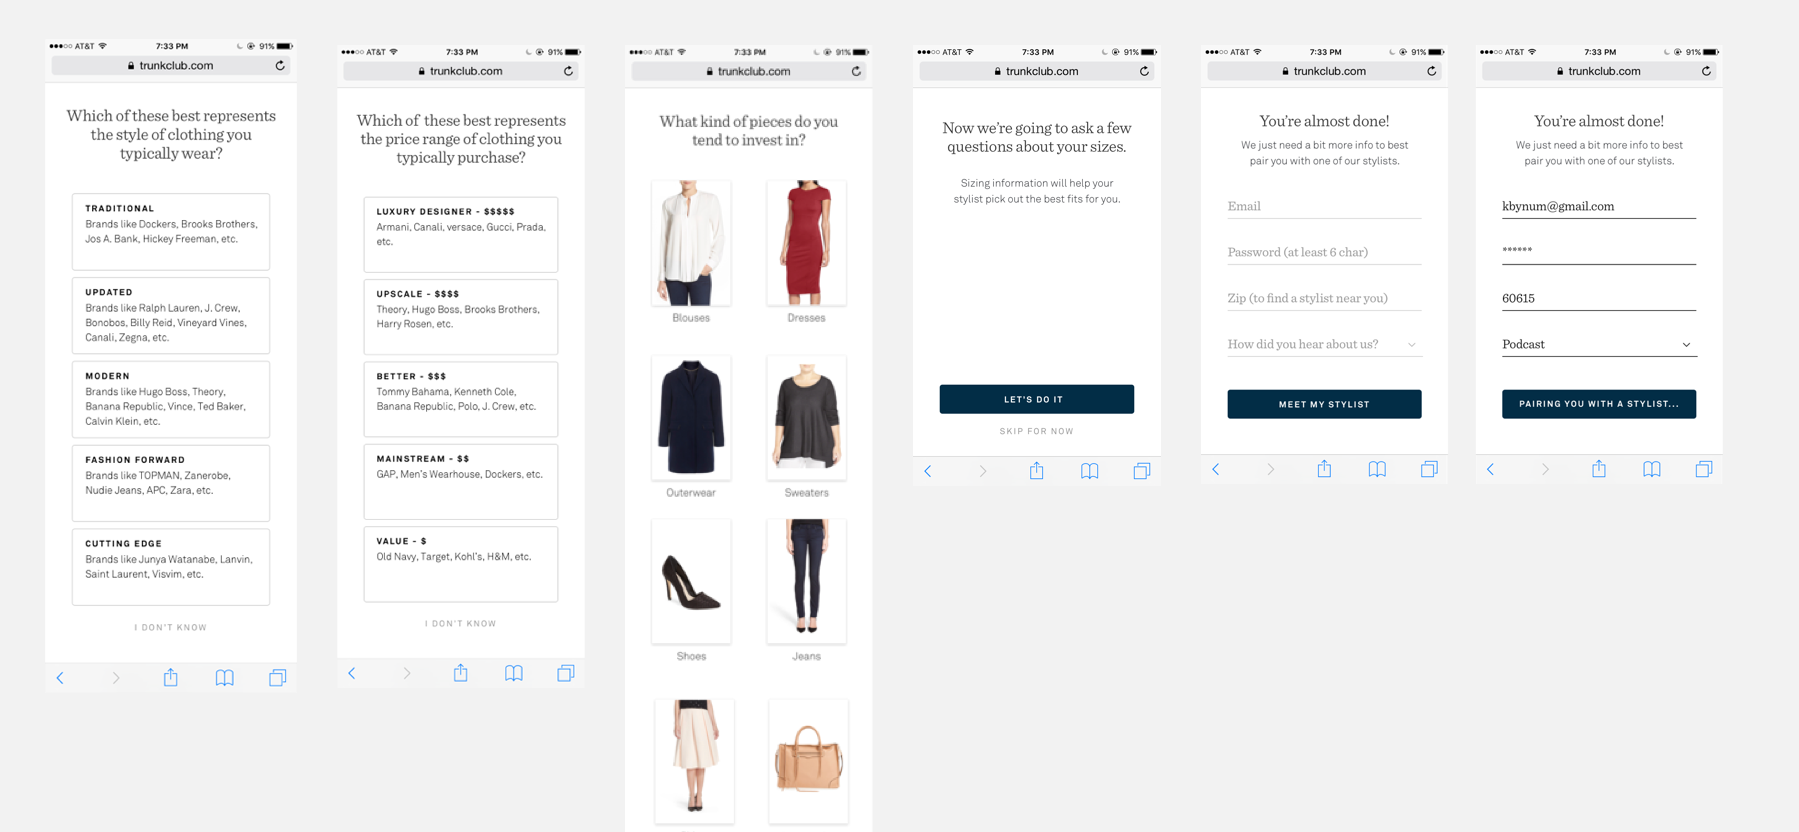 AT&T
7:33 PM
91%
trunkclub.com
Which of these best represents
the style of clothing you
typically wear?
TRADITIONAL
Brands like Dockers, Brooks Brothers,
Jos A. Bank, Hickey Freeman, etc.
UPDATED
Brands like Ralph Lauren, J. Crew,
Bonobos, Billy Reid, Vineyard Vines,
Canali, Zegna, etc.
MODERN
Brands like Hugo Boss, Theory,
Banana Republic, Vince, Ted Baker,
Calvin Klein, etc.
FASHION FORWARD
Brands like TOPMAN, Zanerobe,
Nudie Jeans, APC, Zara, etc.
CUTTING EDGE
Brands like Junya Watanabe, Lanvin,
Saint Laurent, Visvim, etc.
I DON'T KNOW
AT&T
7:33 PM
91%
trunkclub.com
Which of these best represents
the price range of clothing you
typically purchase?
LUXURY DESIGNER - $$$$$
Armani, Canali, versace, Gucci, Prada,
etc.
UPSCALE - $$$$
Theory, Hugo Boss, Brooks Brothers,
Harry Rosen, etc.
BETTER - $$$
Tommy Bahama, Kenneth Cole,
Banana Republic, Polo, J. Crew, etc.
MAINSTREAM - $$
GAP, Men's Wearhouse, Dockers, etc.
VALUE - $
Old Navy, Target, Kohl's, H&M, etc.
I DON'T KNOW
AT&T
7:33 PM
91%
trunkclub.com
What kind of pieces do you
tend to invest in?
Blouses
Dresses
Outerwear
Sweaters
Shoes
Jeans
AT&T
7:33 PM
91%
trunkclub.com
Now we're going to ask a few
questions about your sizes.
Sizing information will help your
stylist pick out the best fits for you.
LET'S DO IT
SKIP FOR NOW
AT&T
7:33 PM
91%
trunkclub.com
You're almost done!
We just need a bit more info to best
pair you with one of our stylists.
Email
Password (at least 6 char)
Zip (to find a stylist near you)
How did you hear about us?
MEET MY STYLIST
AT&T
7:33 PM
91%
trunkclub.com
You're almost done!
We just need a bit more info to best
pair you with one of our stylists.
kbynum@gmail.com
******
60615
Podcast
PAIRING YOU WITH A STYLIST...